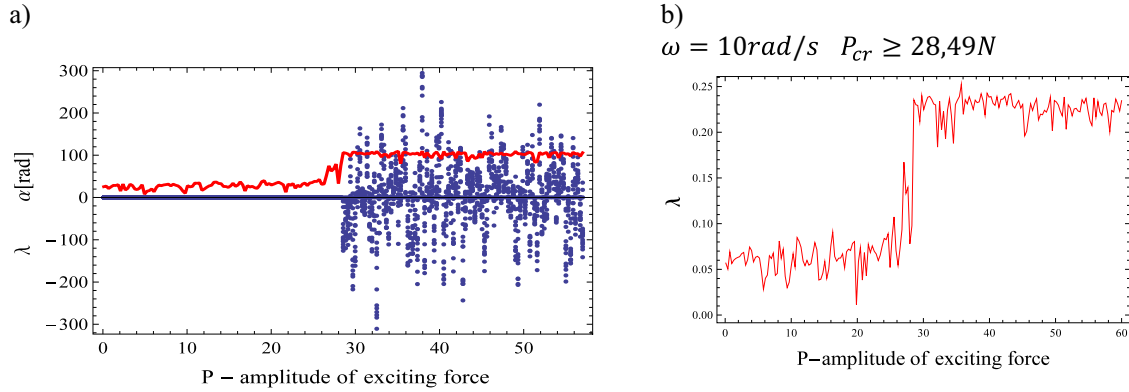 a)
300
200
100
0
−100
−200
−300
λ α[rad]
0 10 20 30 40 50
P − amplitude of exciting force
b)
ω = 10rad/s P_cr ≥ 28,49N
0.25
0.20
0.15
0.10
0.05
0.00
λ
0 10 20 30 40 50 60
P−amplitude of exciting force